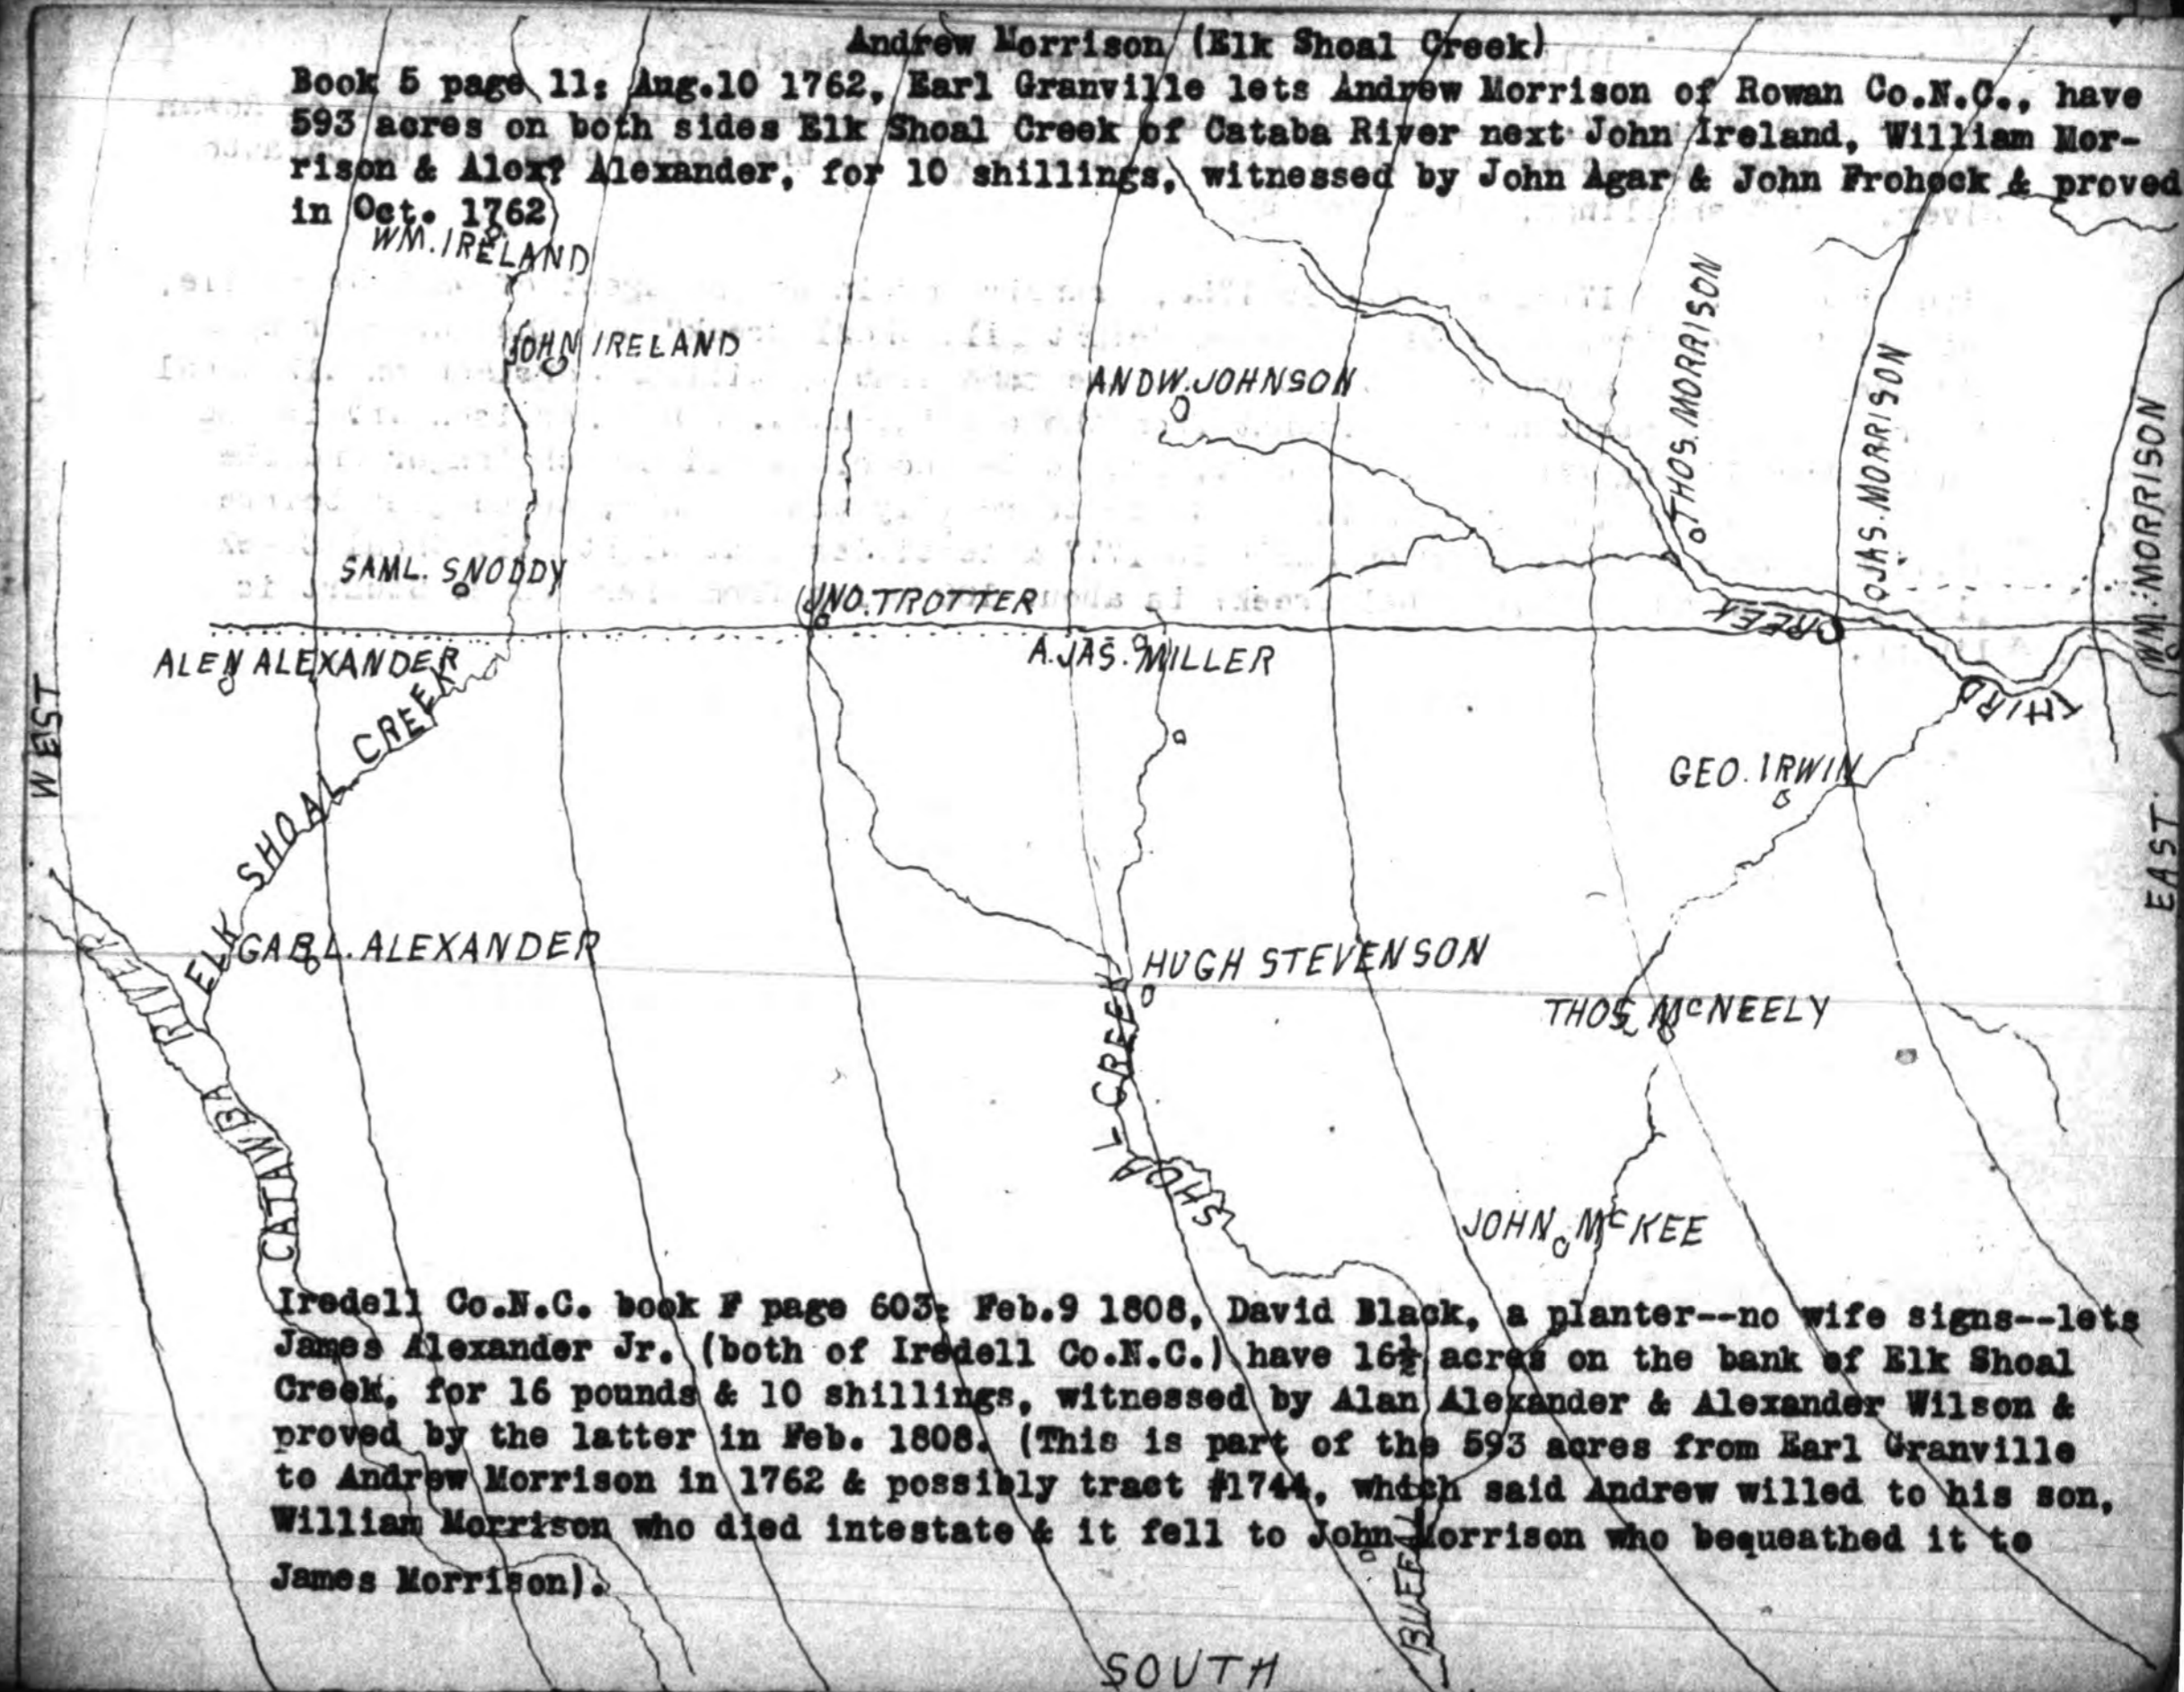 Andrew Morrison (Elk Shoal Creek)
Book 5 page 11: Aug.10 1762, Earl Granville lets Andrew Morrison of Rowan Co.N.C., have
593 acres on both sides Elk Shoal Creek of Cataba River next John Ireland, William Mor-
rison & Alex? Alexander, for 10 shillings, witnessed by John Agar & John Frohock & proved
in Oct. 1762
WM. IRELAND
JOHN IRELAND
ANDW. JOHNSON
THOS. MORRISON
JAS. MORRISON
WM. MORRISON
SAML. SNODDY
JNO. TROTTER
CREEK
THIRD
ALEN ALEXANDER
A. JAS. MILLER
WEST
ELK SHOAL CREEK
GEO. IRWIN
EAST
GABL. ALEXANDER
HUGH STEVENSON
THOS. McNEELY
CATAWBA RIVER
SHOAL CREEK
JOHN McKEE
Iredell Co.N.C. book F page 603: Feb.9 1808, David Black, a planter--no wife signs--lets
James Alexander Jr. (both of Iredell Co.N.C.) have 16½ acres on the bank of Elk Shoal
Creek, for 16 pounds & 10 shillings, witnessed by Alan Alexander & Alexander Wilson &
proved by the latter in Feb. 1808. (This is part of the 593 acres from Earl Granville
to Andrew Morrison in 1762 & possibly tract #1744, which said Andrew willed to his son,
William Morrison who died intestate & it fell to John Morrison who bequeathed it to
James Morrison).
SOUTH